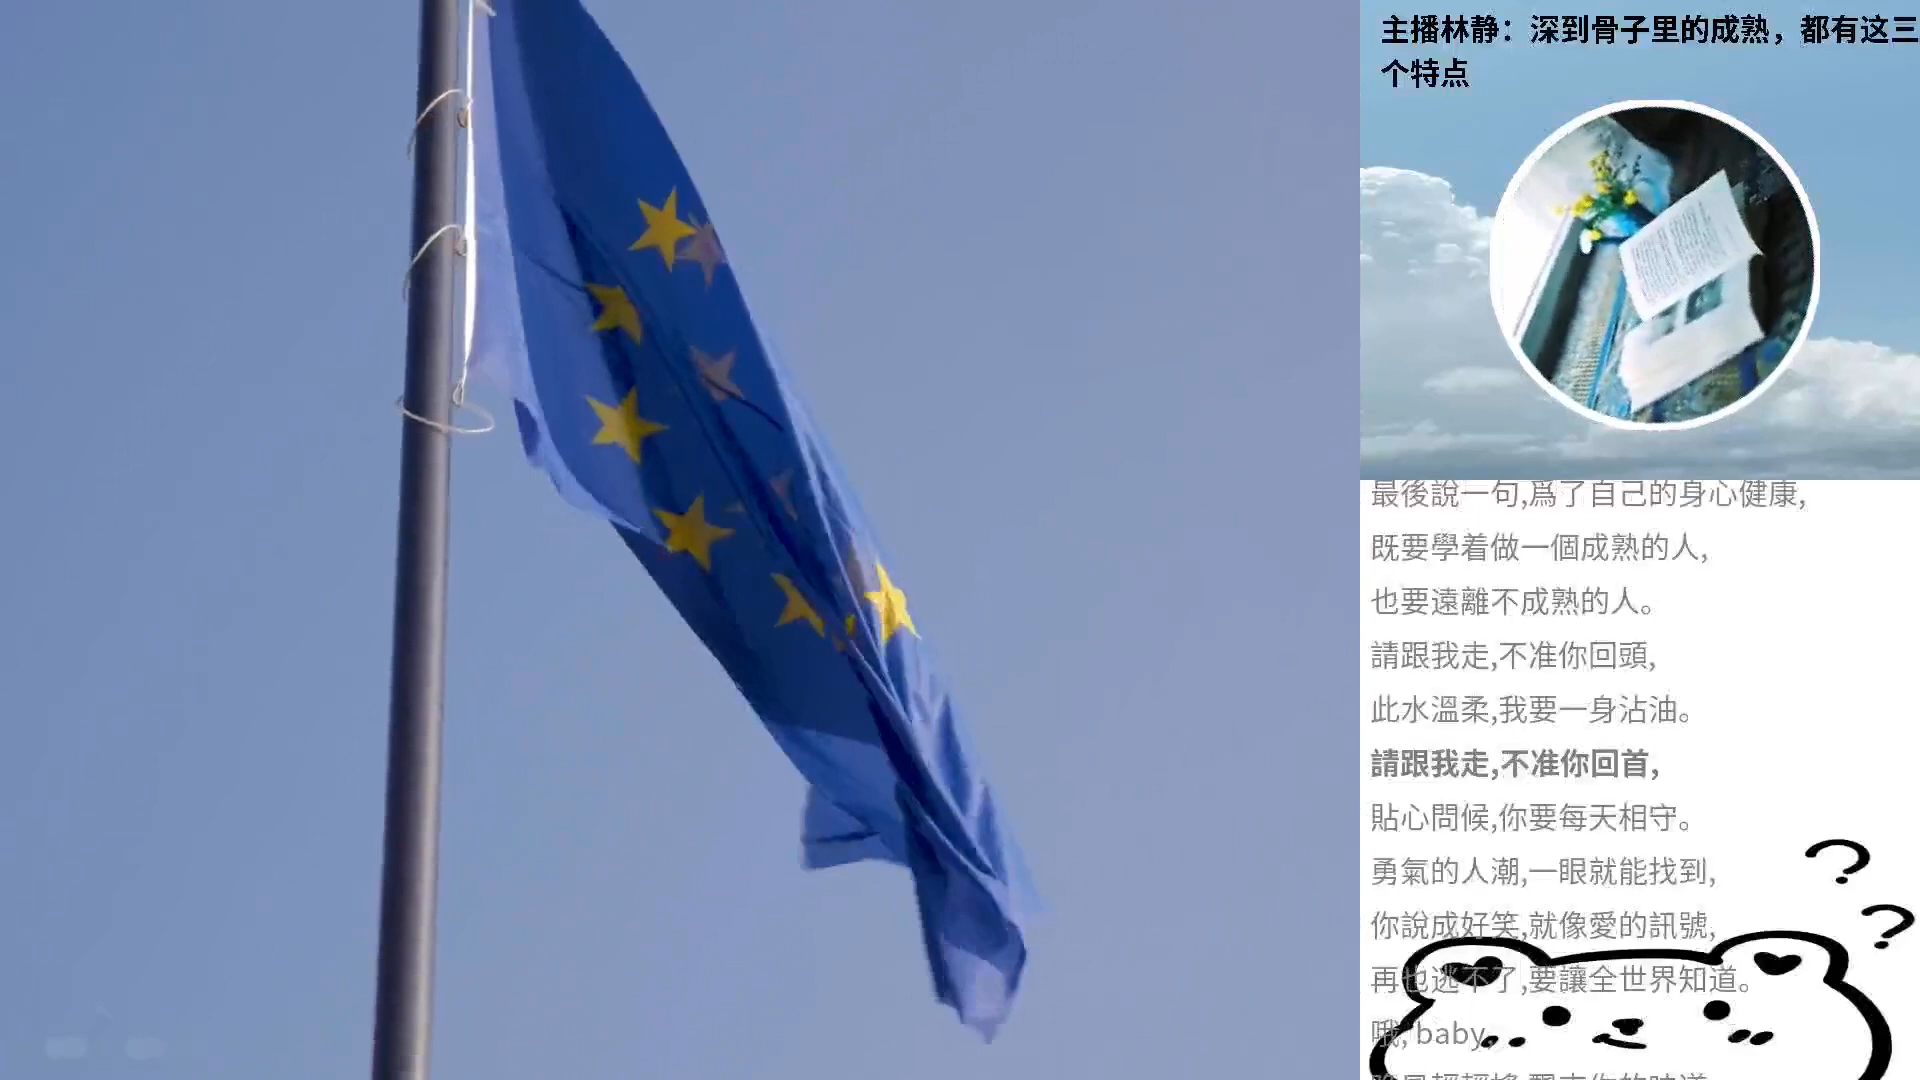 主播林静：深到骨子里的成熟，都有这三
个特点
最後說一句,爲了自己的身心健康,
既要學着做一個成熟的人,
也要遠離不成熟的人。
請跟我走,不准你回頭,
此水溫柔,我要一身沾油。
請跟我走,不准你回首,
貼心問候,你要每天相守。
勇氣的人潮,一眼就能找到,
你說成好笑,就像愛的訊號,
再也逃不了,要讓全世界知道。
哦, baby,